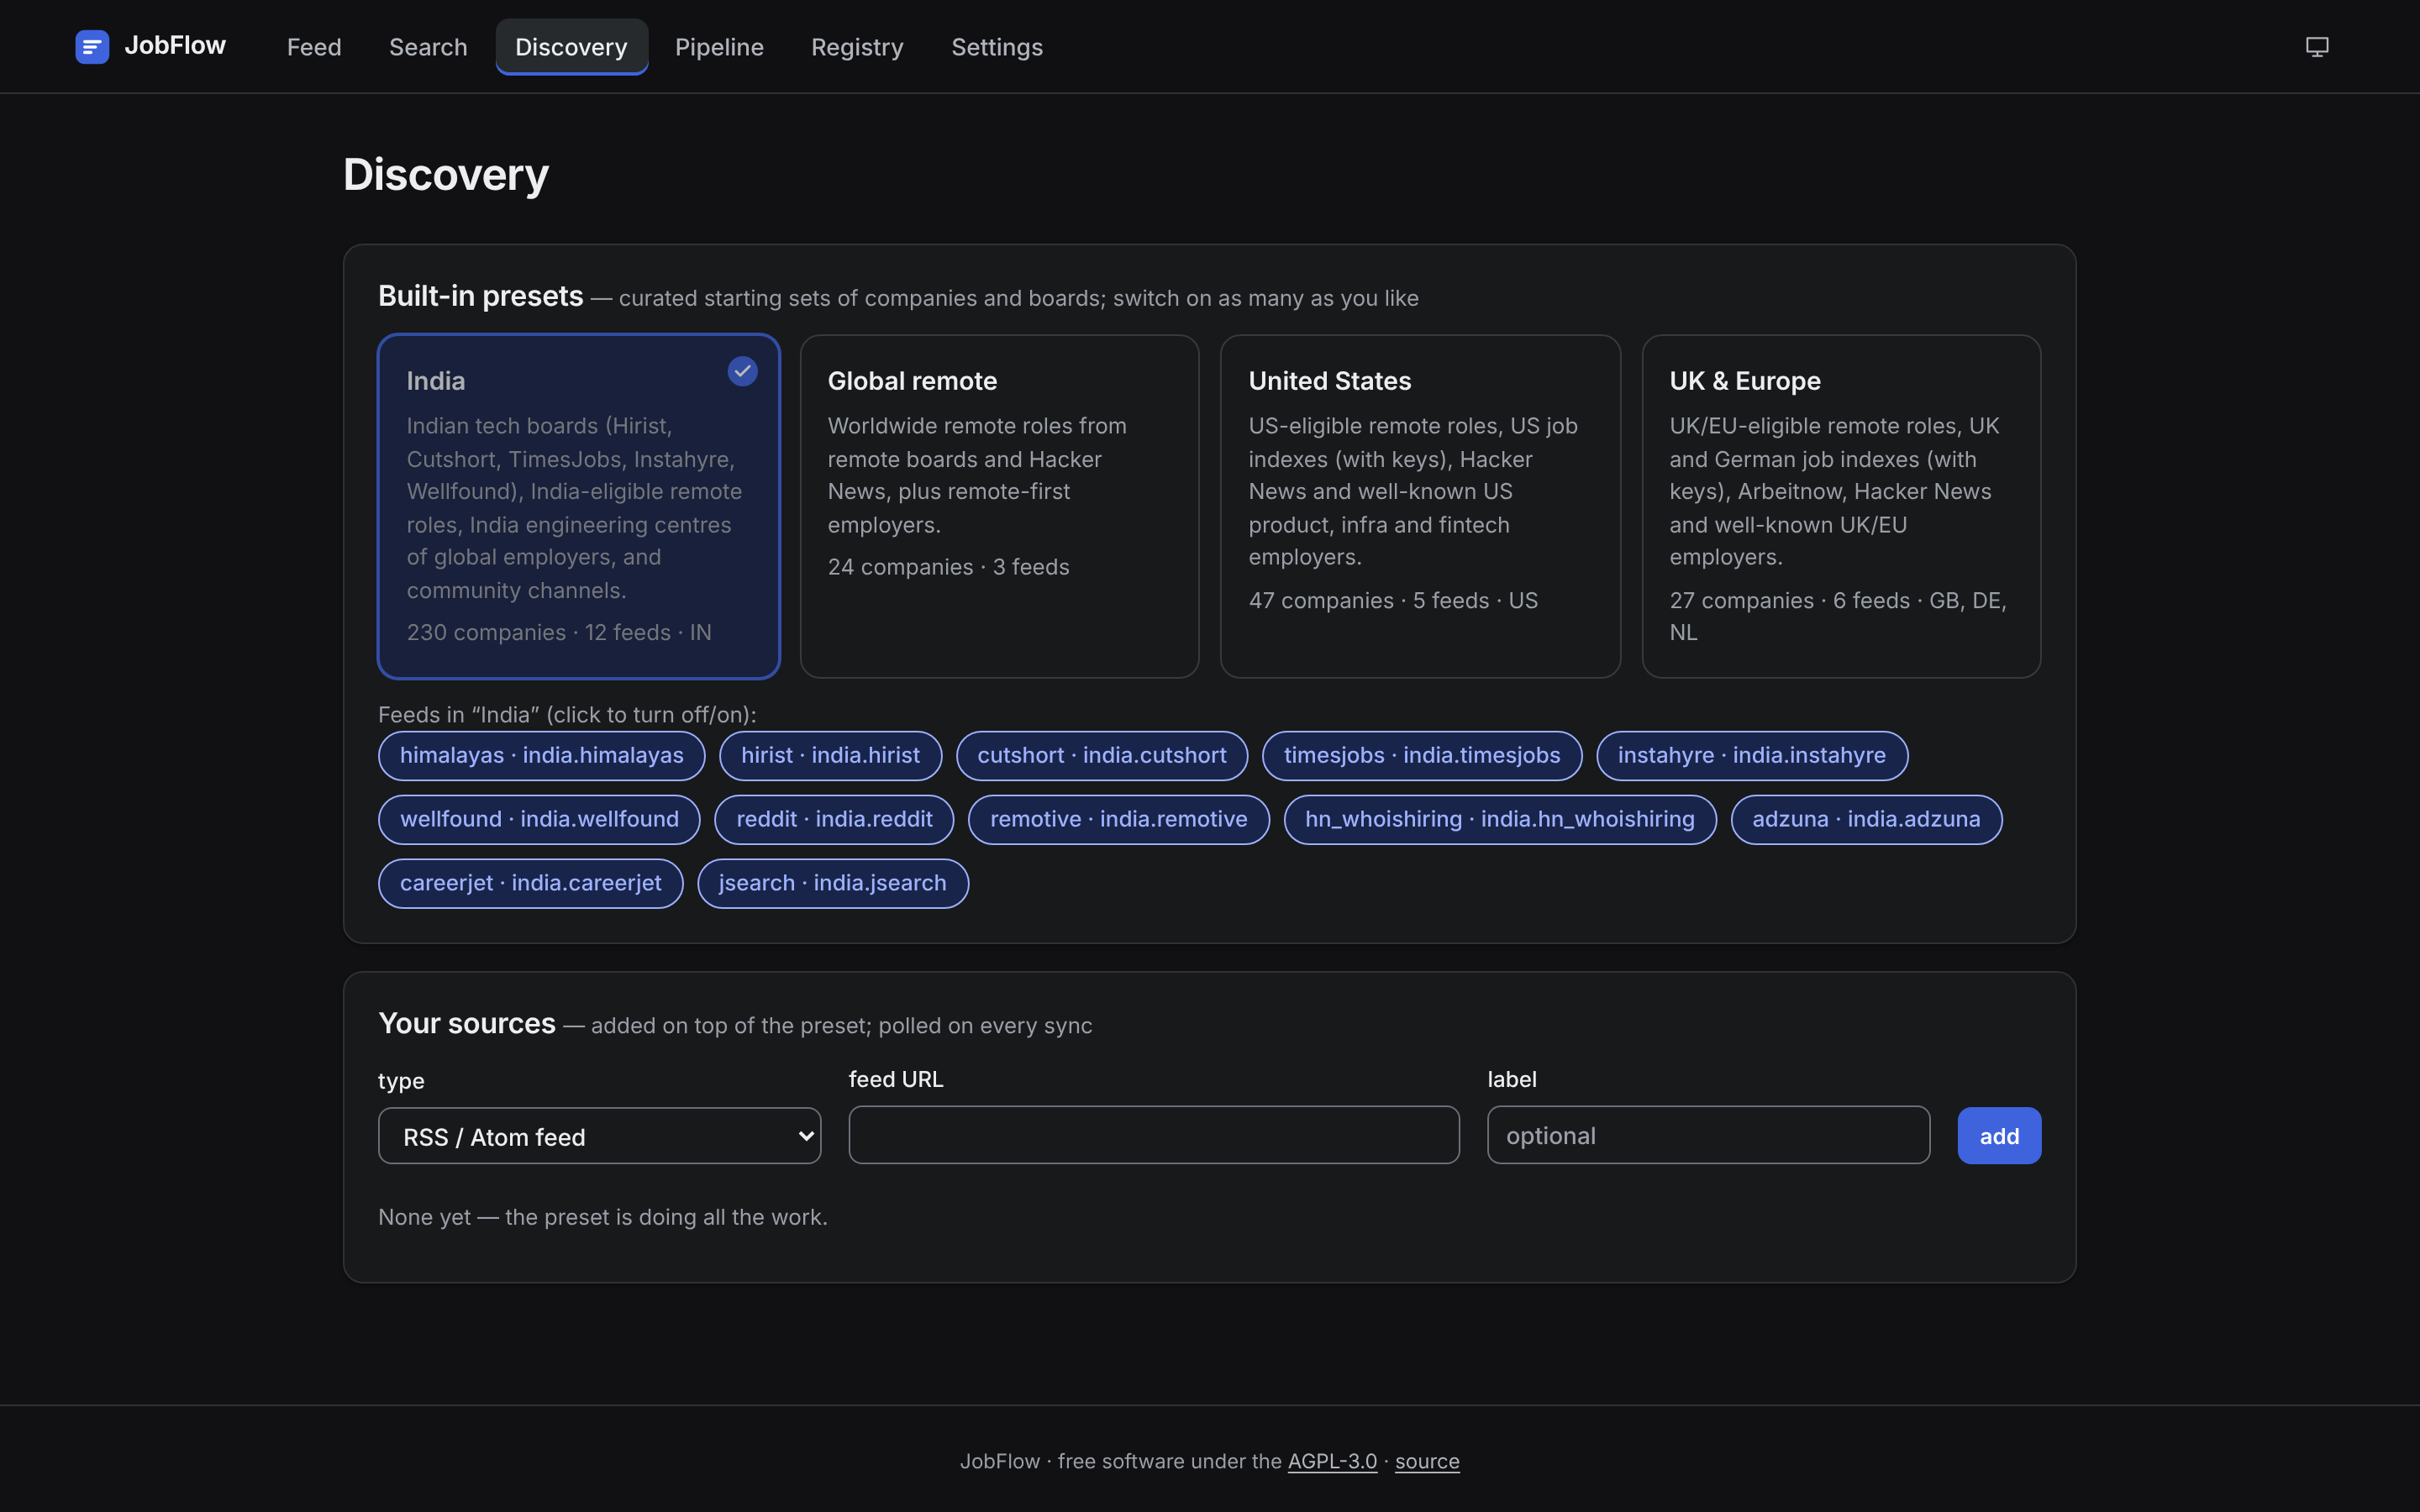 JobFlow
Feed
Search
Discovery
Pipeline
Registry
Settings
Discovery
Built-in presets — curated starting sets of companies and boards; switch on as many as you like
India
Indian tech boards (Hirist,
Cutshort, TimesJobs, Instahyre,
Wellfound), India-eligible remote
roles, India engineering centres
of global employers, and
community channels.
230 companies · 12 feeds · IN
Global remote
Worldwide remote roles from
remote boards and Hacker
News, plus remote-first
employers.
24 companies · 3 feeds
United States
US-eligible remote roles, US job
indexes (with keys), Hacker
News and well-known US
product, infra and fintech
employers.
47 companies · 5 feeds · US
UK & Europe
UK/EU-eligible remote roles, UK
and German job indexes (with
keys), Arbeitnow, Hacker News
and well-known UK/EU
employers.
27 companies · 6 feeds · GB, DE,
NL
Feeds in “India” (click to turn off/on):
himalayas · india.himalayas
hirist · india.hirist
cutshort · india.cutshort
timesjobs · india.timesjobs
instahyre · india.instahyre
wellfound · india.wellfound
reddit · india.reddit
remotive · india.remotive
hn_whoishiring · india.hn_whoishiring
adzuna · india.adzuna
careerjet · india.careerjet
jsearch · india.jsearch
Your sources — added on top of the preset; polled on every sync
type
feed URL
label
RSS / Atom feed
optional
add
None yet — the preset is doing all the work.
JobFlow · free software under the AGPL-3.0 · source